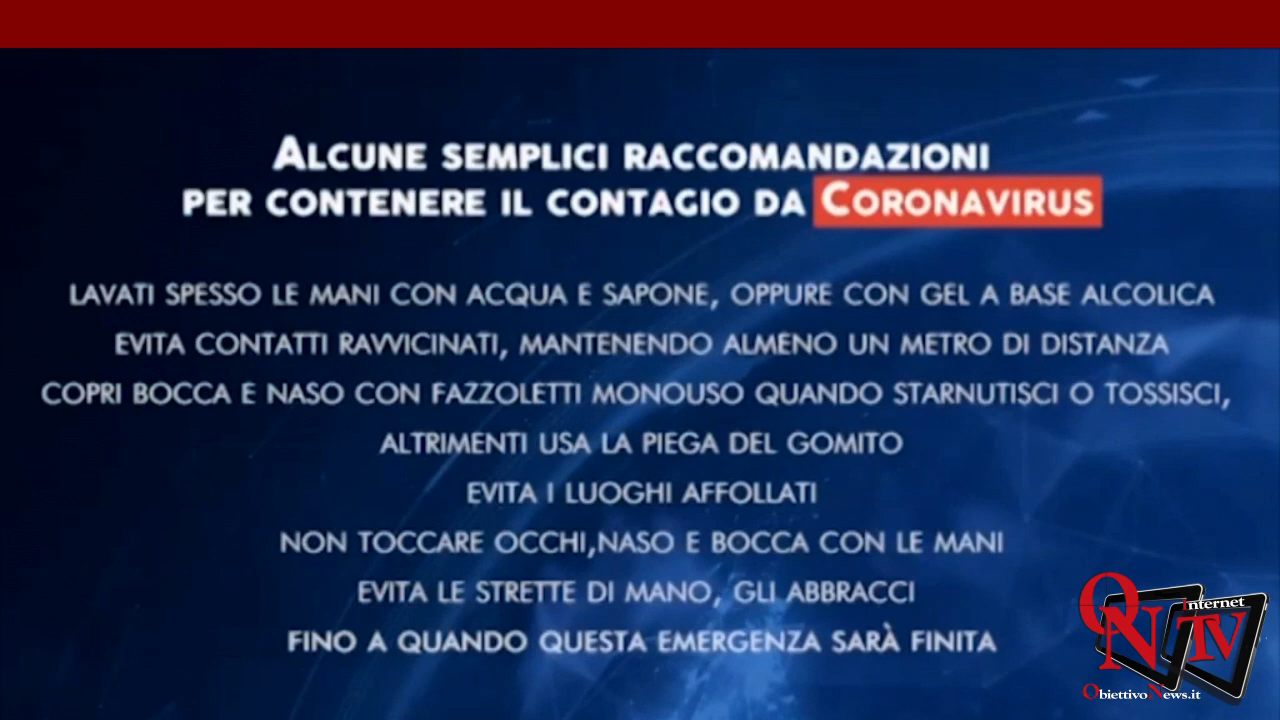 ALCUNE SEMPLICI RACCOMANDAZIONI
PER CONTENERE IL CONTAGIO DA CORONAVIRUS
LAVATI SPESSO LE MANI CON ACQUA E SAPONE, OPPURE CON GEL A BASE ALCOLICA
EVITA CONTATTI RAVVICINATI, MANTENENDO ALMENO UN METRO DI DISTANZA
COPRI BOCCA E NASO CON FAZZOLETTI MONOUSO QUANDO STARNUTISCI O TOSSISCI,
ALTRIMENTI USA LA PIEGA DEL GOMITO
EVITA I LUOGHI AFFOLLATI
NON TOCCARE OCCHI,NASO E BOCCA CON LE MANI
EVITA LE STRETTE DI MANO, GLI ABBRACCI
FINO A QUANDO QUESTA EMERGENZA SARÀ FINITA
internet
ON TV
ObiettivoNews.it